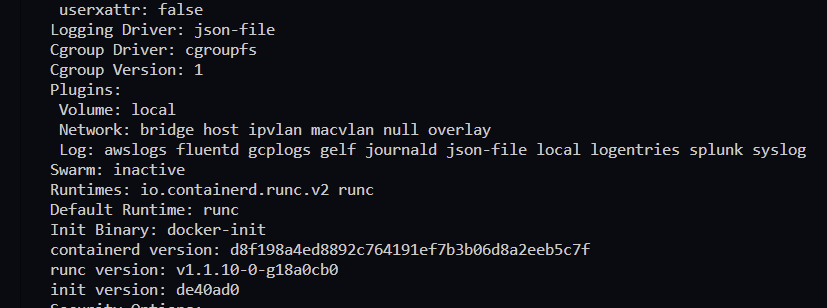 userxattr: false
Logging Driver: json-file
Cgroup Driver: cgroupfs
Cgroup Version: 1
Plugins:
Volume: local
Network: bridge host ipvlan macvlan null overlay
Log: awslogs fluentd gcplogs gelf journald json-file local logentries splunk syslog
Swarm: inactive
Runtimes: io.containerd.runc.v2 runc
Default Runtime: runc
Init Binary: docker-init
containerd version: d8f198a4ed8892c764191ef7b3b06d8a2eeb5c7f
runc version: v1.1.10-0-g18a0cb0
init version: de40ad0
Security Options: